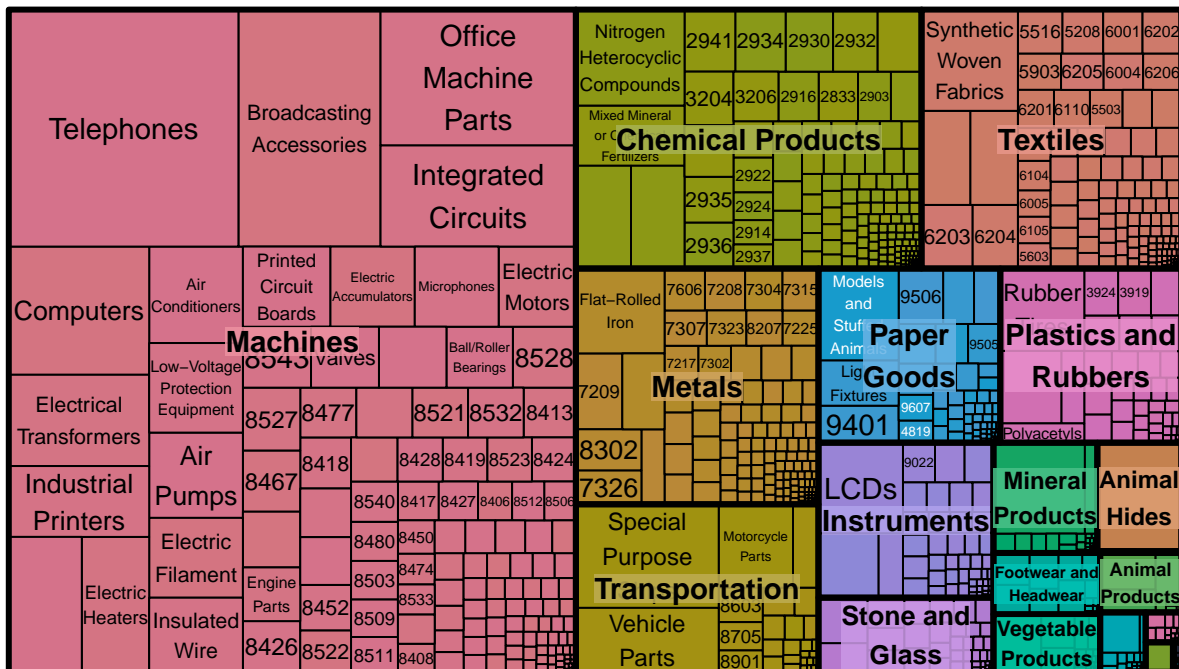 Telephones
Broadcasting
Accessories
Office
Machine
Parts
Integrated
Circuits
Computers
Air
Conditioners
Printed
Circuit
Boards
Electric
Accumulators
Microphones
Electric
Motors
Machines
8543
Valves
Ball/Roller
Bearings
8528
Low-Voltage
Protection
Equipment
Electrical
Transformers
8527
8477
8521
8532
8413
Air
Pumps
8467
8418
8428
8419
8523
8424
Industrial
Printers
8540
8417
8427
8406
8512
8506
Electric
Filament
8480
8450
8474
8503
8533
Electric
Heaters
Engine
Parts
8452
8509
Insulated
Wire
8426
8522
8511
8408
Nitrogen
Heterocyclic
Compounds
2941
2934
2930
2932
3204
3206
2916
2833
2903
Mixed Mineral
Fertilizers
Chemical Products
2922
2935
2924
2914
2936
2937
Synthetic
Woven
Fabrics
5516
5208
6001
6202
5903
6205
6004
6206
6201
6110
5503
Textiles
6104
6005
6203
6204
6105
5603
Flat-Rolled
Iron
7606
7208
7304
7315
7307
7323
8207
7225
7217
7302
Metals
7209
8302
7326
Models
and
Animals
9506
9505
Paper
Goods
Fixtures
9401
9607
4819
Rubber
3924
3919
Plastics and
Rubbers
Polyacetyls
Special
Purpose
Motorcycle
Parts
Transportation
8603
Vehicle
Parts
8705
8901
LCDs
9022
Instruments
Stone and
Glass
Mineral
Products
Animal
Hides
Footwear and
Headwear
Animal
Products
Vegetable
Products